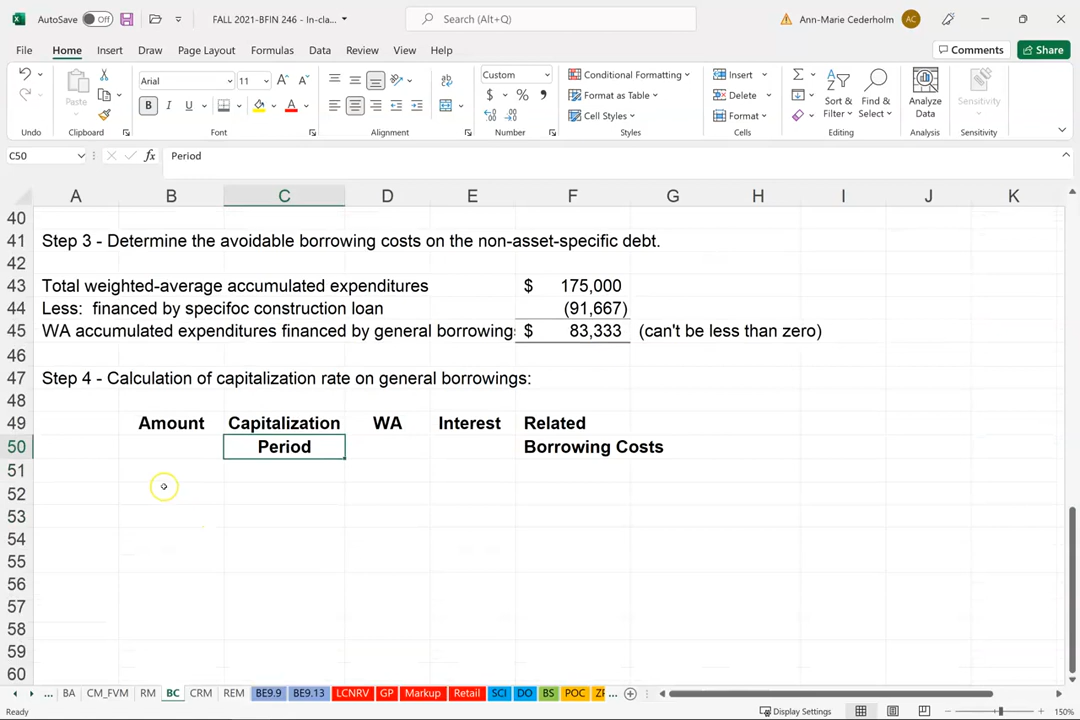 AutoSave Off FALL 2021-BFIN 246 - In-cla... Search (Alt+Q) Ann-Marie Cederholm AC
File Home Insert Draw Page Layout Formulas Data Review View Help Comments Share
Arial 11 Custom Conditional Formatting Insert
Paste Format as Table Delete Sort & Filter Find & Select Analyze Data Sensitivity
B I U Cell Styles Format
Undo Clipboard Font Alignment Number Styles Cells Editing Analysis Sensitivity
C50 fx Period
A B C D E F G H I J K
40
41 Step 3 - Determine the avoidable borrowing costs on the non-asset-specific debt.
42
43 Total weighted-average accumulated expenditures $ 175,000
44 Less: financed by specifoc construction loan (91,667)
45 WA accumulated expenditures financed by general borrowing: $ 83,333 (can't be less than zero)
46
47 Step 4 - Calculation of capitalization rate on general borrowings:
48
49 Amount Capitalization WA Interest Related
50 Period Borrowing Costs
51
52
53
54
55
56
57
58
59
60
... BA CM_FVM RM BC CRM REM BE9.9 BE9.13 LCNRV GP Markup Retail SCI DO BS POC ...
Ready Display Settings 150%